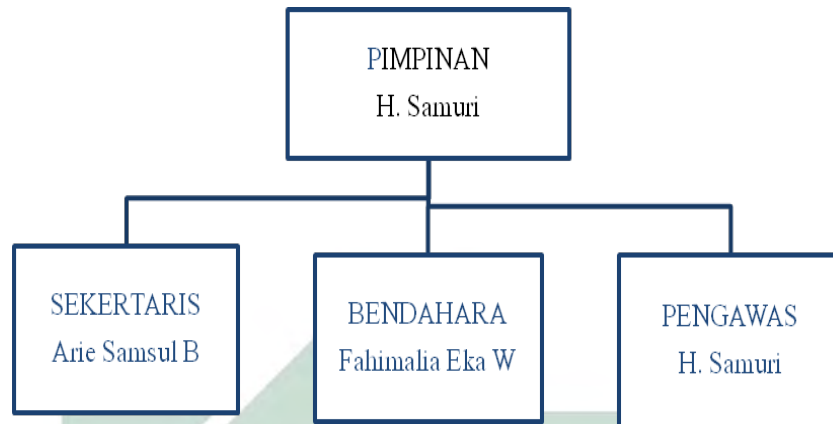 PIMPINAN
H. Samuri
SEKERTARIS
Arie Samsul B
BENDAHARA
Fahimalia Eka W
PENGAWAS
H. Samuri